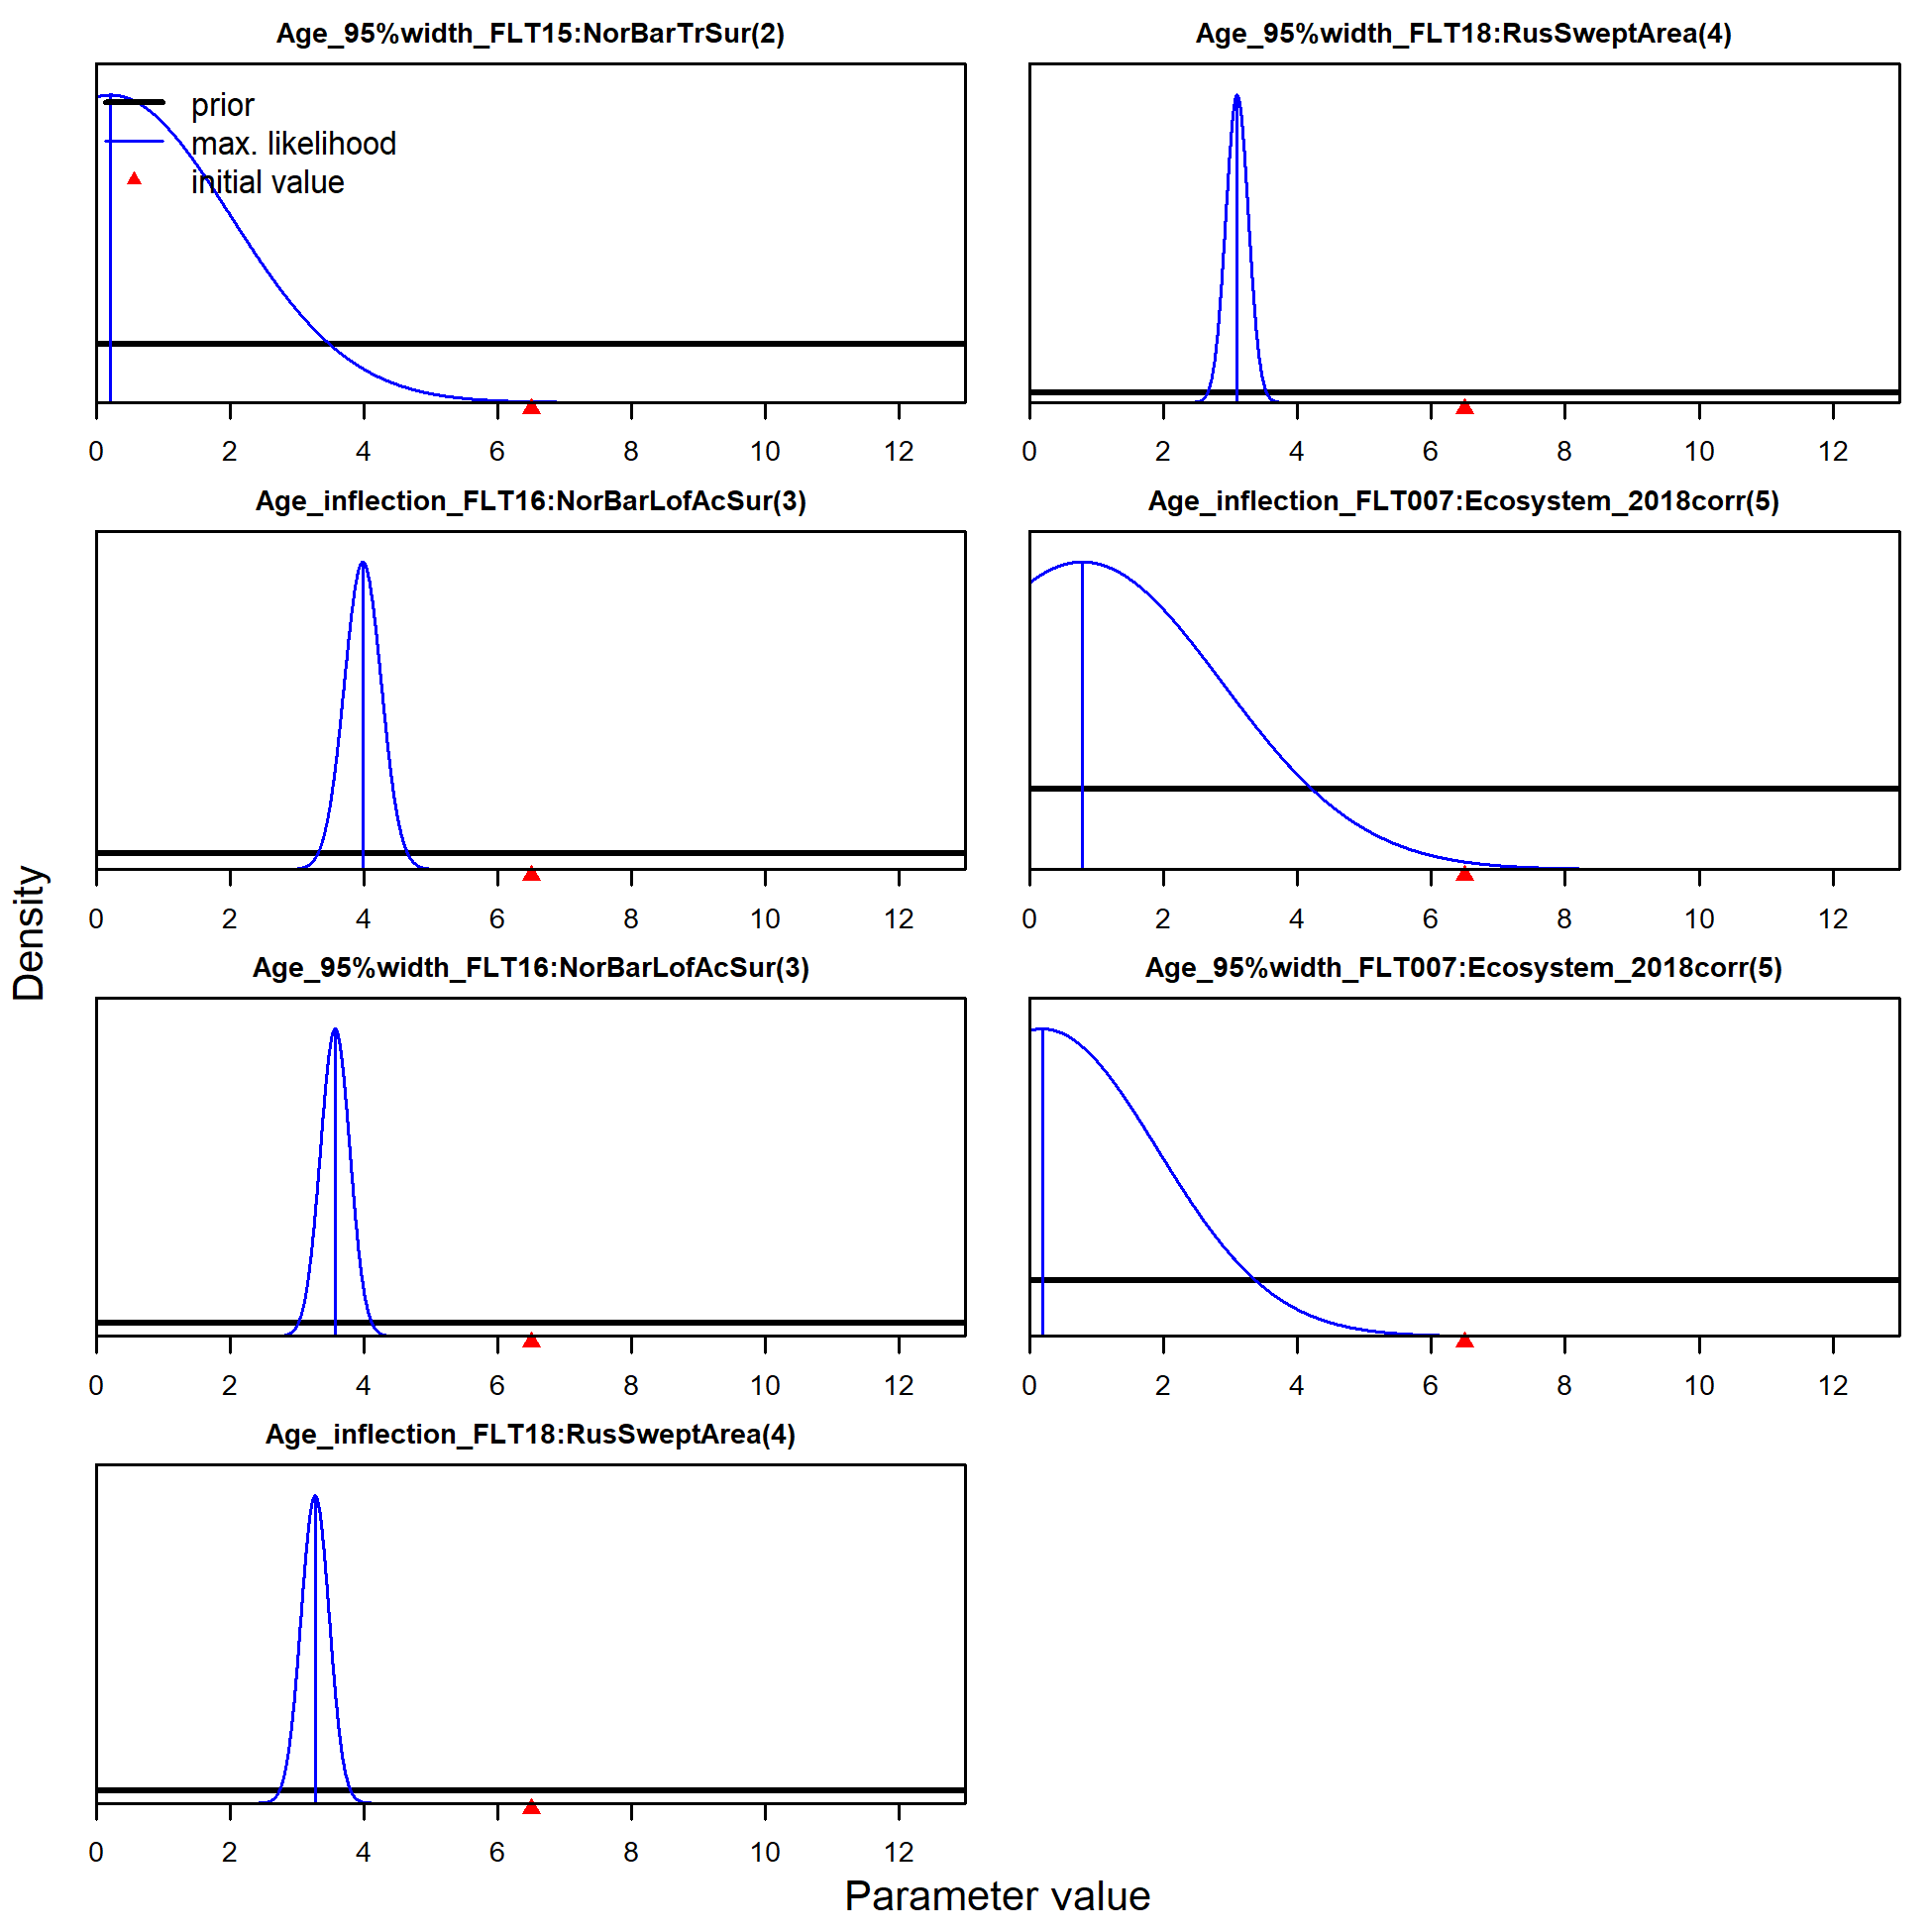 Age_95%width_FLT15:NorBarTrSur(2)
prior
max. likelihood
initial value
0 2 4 6 8 10 12
Age_95%width_FLT18:RusSweptArea(4)
0 2 4 6 8 10 12
Age_inflection_FLT16:NorBarLofAcSur(3)
0 2 4 6 8 10 12
Age_inflection_FLT007:Ecosystem_2018corr(5)
0 2 4 6 8 10 12
Age_95%width_FLT16:NorBarLofAcSur(3)
0 2 4 6 8 10 12
Age_95%width_FLT007:Ecosystem_2018corr(5)
0 2 4 6 8 10 12
Age_inflection_FLT18:RusSweptArea(4)
0 2 4 6 8 10 12
Density
Parameter value